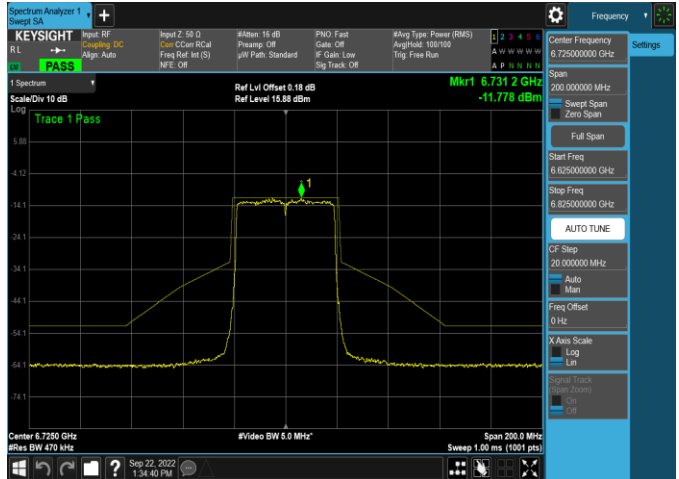 Spectrum Analyzer 1
Swept SA
Frequency
KEYSIGHT
RL
PASS
Input: RF
Coupling: DC
Align: Auto
Input Z: 50 Ω
Corr CCorr RCal
Freq Ref: Int (S)
NFE: Off
#Atten: 16 dB
Preamp: Off
µW Path: Standard
PNO: Fast
Gate: Off
IF Gain: Low
Sig Track: Off
#Avg Type: Power (RMS)
Avg|Hold: 100/100
Trig: Free Run
1 2 3 4 5 6
A W W W W W
A P N N N N
1 Spectrum
Scale/Div 10 dB
Ref Lvl Offset 0.18 dB
Ref Level 15.88 dBm
Mkr1 6.731 2 GHz
-11.778 dBm
Log
Trace 1 Pass
1
5.88
-4.12
-14.1
-24.1
-34.1
-44.1
-54.1
-64.1
-74.1
Center 6.7250 GHz
#Res BW 470 kHz
#Video BW 5.0 MHz*
Span 200.0 MHz
Sweep 1.00 ms (1001 pts)
Sep 22, 2022
1:34:40 PM
Center Frequency
6.725000000 GHz
Settings
Span
200.000000 MHz
Swept Span
Zero Span
Full Span
Start Freq
6.625000000 GHz
Stop Freq
6.825000000 GHz
AUTO TUNE
CF Step
20.000000 MHz
Auto
Man
Freq Offset
0 Hz
X Axis Scale
Log
Lin
Signal Track
(Span Zoom)
On
Off